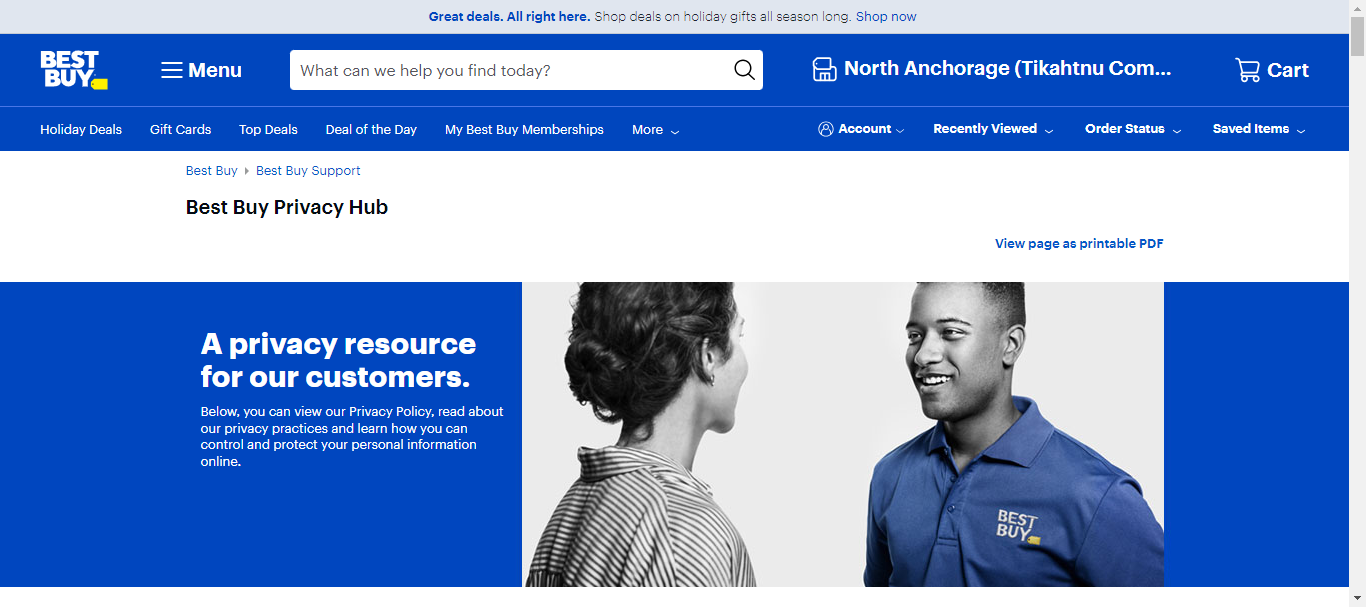 Great deals. All right here. Shop deals on holiday gifts all season long. Shop now
BEST
BUY
Menu
What can we help you find today?
North Anchorage (Tikahtnu Com...
Cart
Holiday Deals
Gift Cards
Top Deals
Deal of the Day
My Best Buy Memberships
More
Account
Recently Viewed
Order Status
Saved Items
Best Buy
Best Buy Support
Best Buy Privacy Hub
View page as printable PDF
A privacy resource
for our customers.
Below, you can view our Privacy Policy, read about
our privacy practices and learn how you can
control and protect your personal information
online.
BEST
BUY